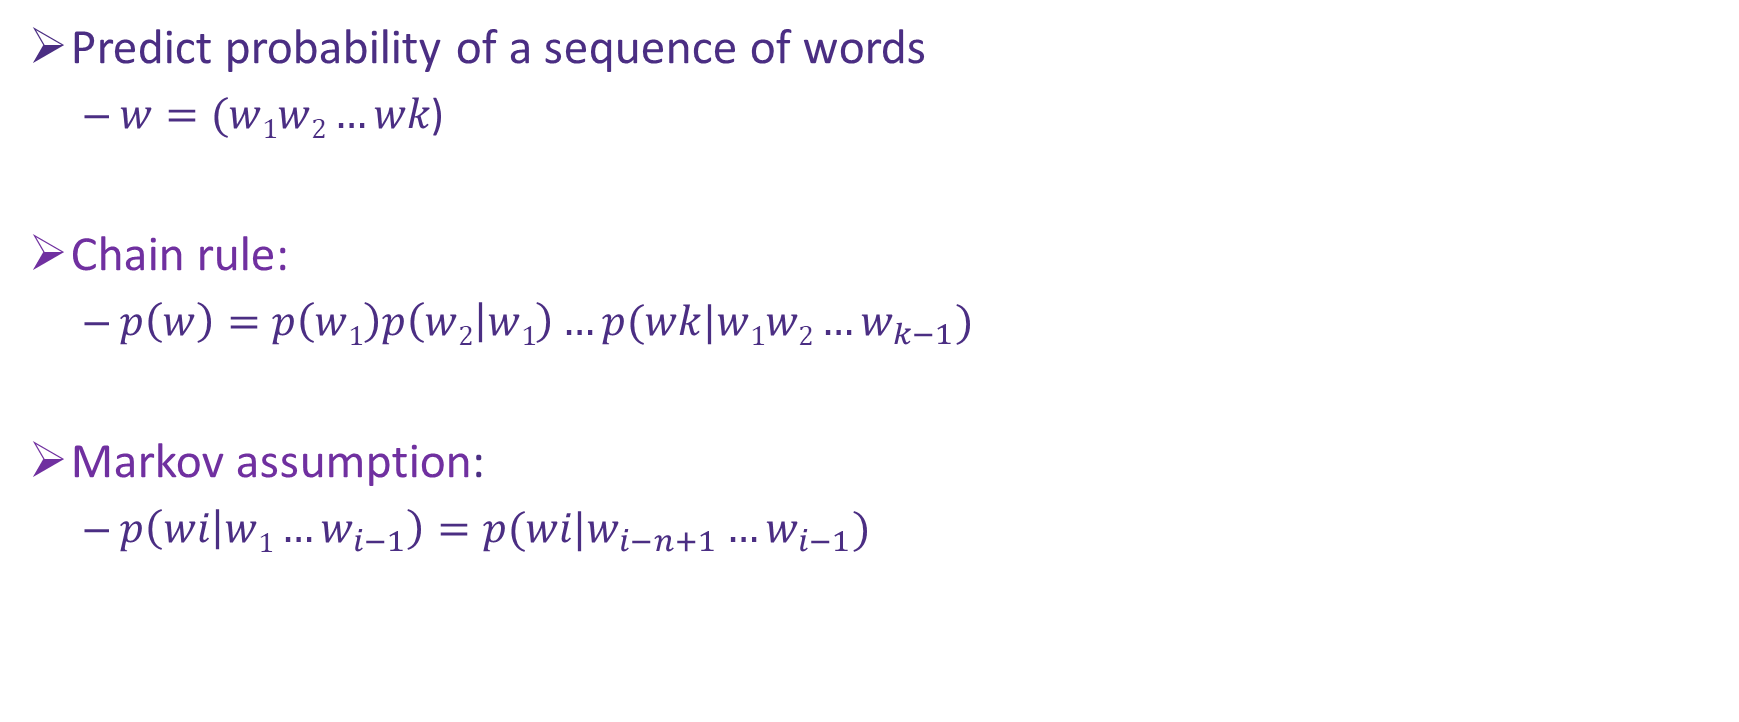 ➢Predict probability of a sequence of words
– w = (w₁w₂ … wk)
➢Chain rule:
– p(w) = p(w₁)p(w₂|w₁) … p(wk|w₁w₂ … wₖ₋₁)
➢Markov assumption:
– p(wi|w₁ … wᵢ₋₁) = p(wi|wᵢ₋ₙ₊₁ … wᵢ₋₁)